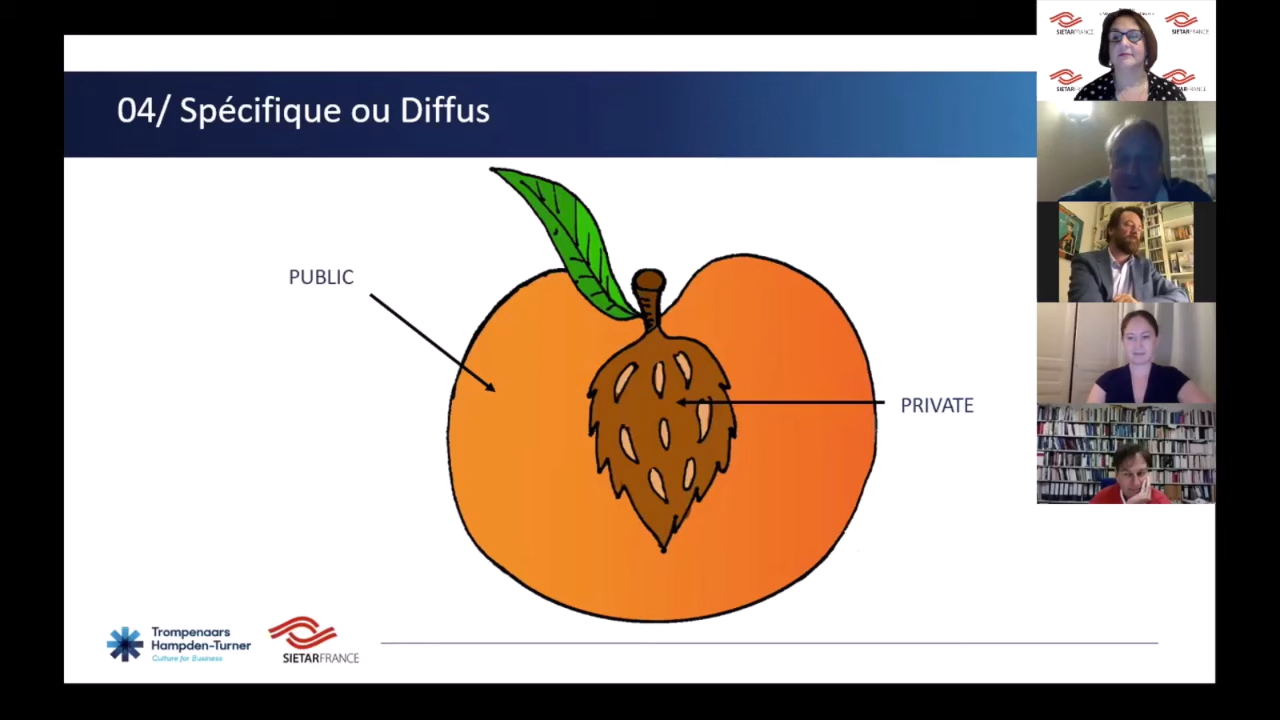 04/ Spécifique ou Diffus
PUBLIC
PRIVATE
Trompenaars
Hampden-Turner
Culture for Business
SIETARFRANCE
SIETARFRANCE
SIETARFRANCE